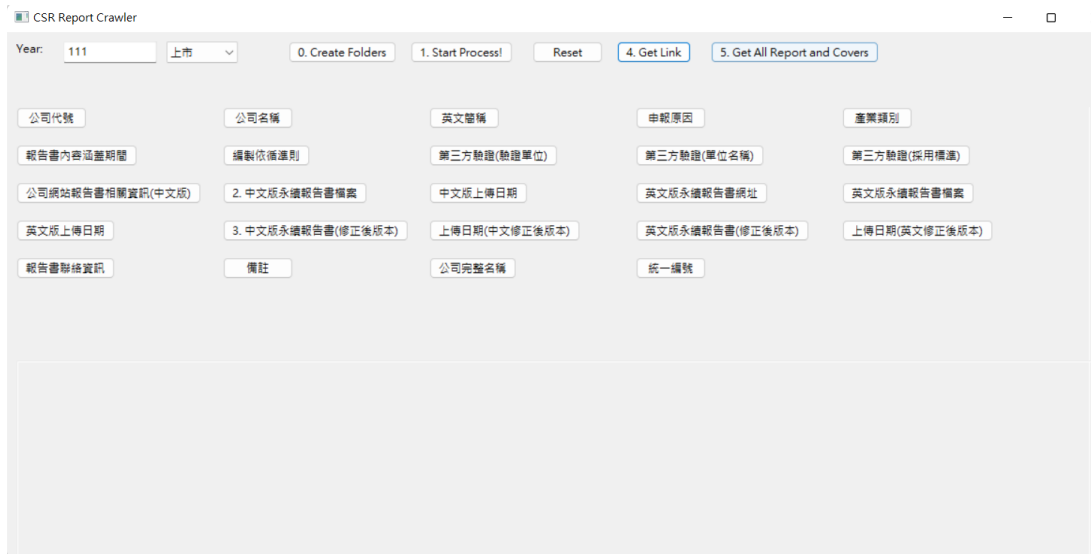 CSR Report Crawler
Year: 111 上市 0. Create Folders 1. Start Process! Reset 4. Get Link 5. Get All Report and Covers
公司代號 公司名稱 英文簡稱 申報原因 產業類別
報告書內容涵蓋期間 編製依循準則 第三方驗證(驗證單位) 第三方驗證(單位名稱) 第三方驗證(採用標準)
公司網站報告書相關資訊(中文版) 2. 中文版永續報告書檔案 中文版上傳日期 英文版永續報告書網址 英文版永續報告書檔案
英文版上傳日期 3. 中文版永續報告書(修正後版本) 上傳日期(中文修正後版本) 英文版永續報告書(修正後版本) 上傳日期(英文修正後版本)
報告書聯絡資訊 備註 公司完整名稱 統一編號